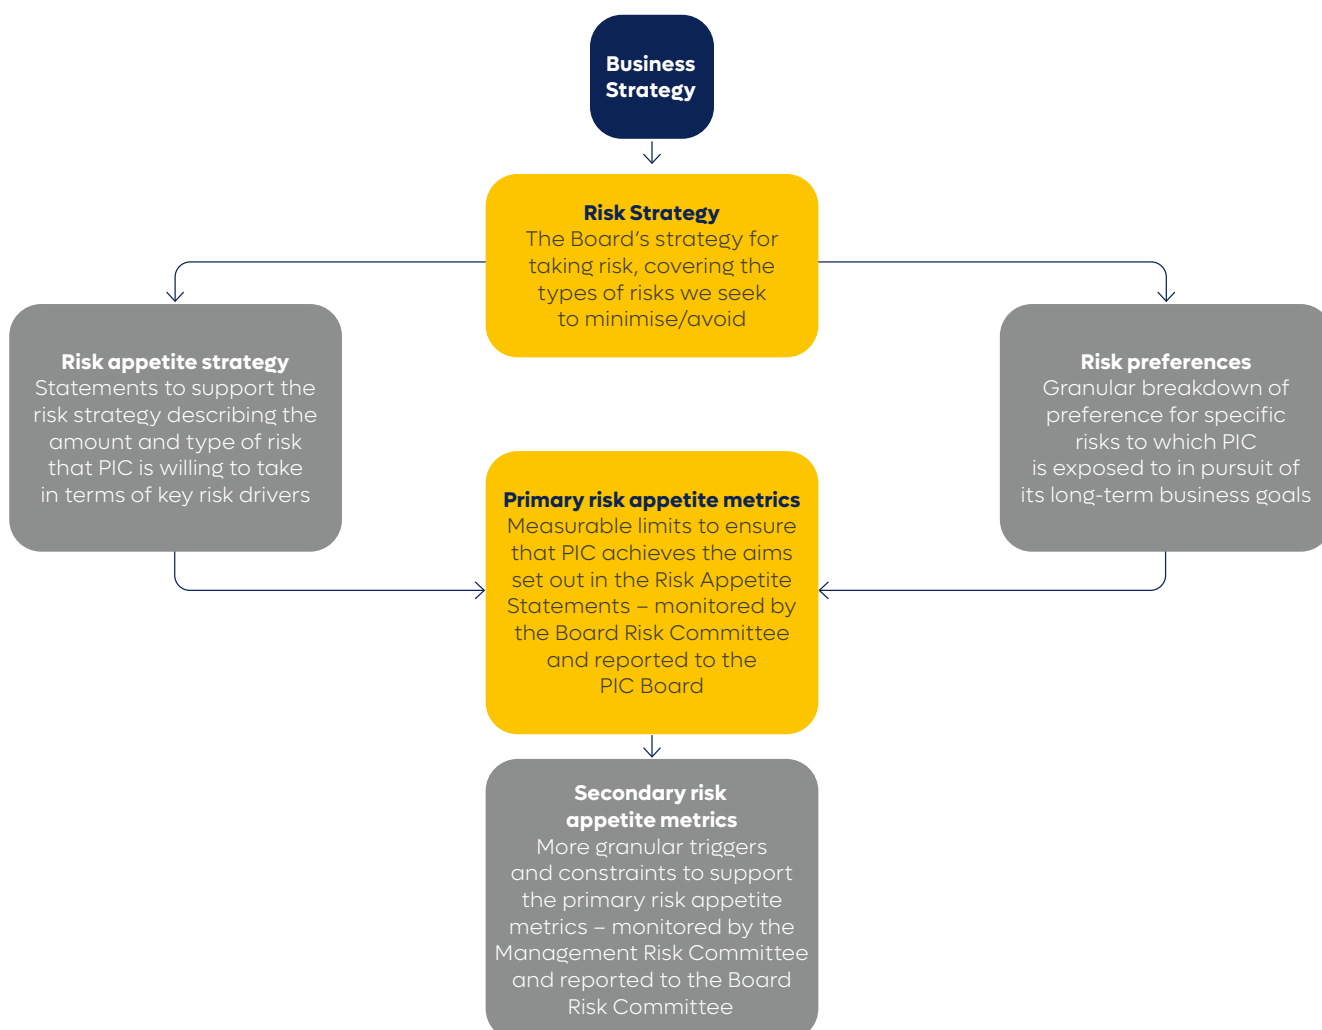 Business
Strategy
Risk Strategy
The Board's strategy for
taking risk, covering the
types of risks we seek
to minimise/avoid
Risk appetite strategy
Statements to support the
risk strategy describing the
amount and type of risk
that PIC is willing to take
in terms of key risk drivers
Risk preferences
Granular breakdown of
preference for specific
risks to which PIC
is exposed to in pursuit of
its long-term business goals
Primary risk appetite metrics
Measurable limits to ensure
that PIC achieves the aims
set out in the Risk Appetite
Statements – monitored by
the Board Risk Committee
and reported to the
PIC Board
Secondary risk
appetite metrics
More granular triggers
and constraints to support
the primary risk appetite
metrics – monitored by the
Management Risk Committee
and reported to the Board
Risk Committee